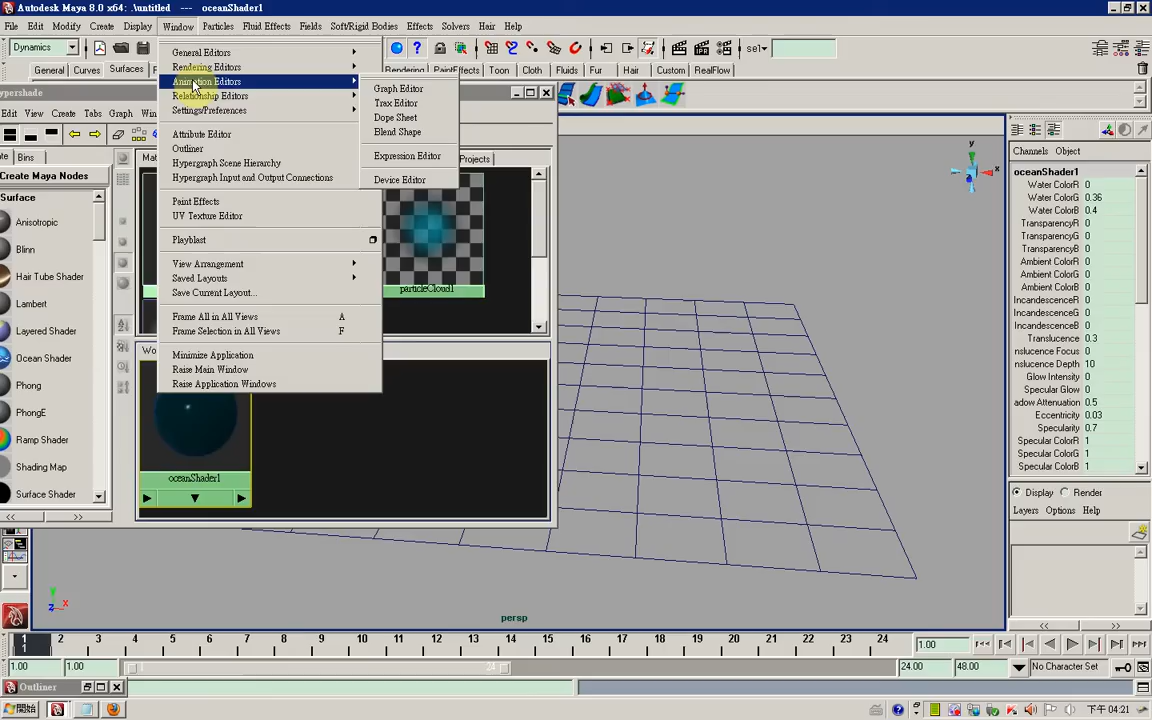 Autodesk Maya 8.0 x64: .\untitled --- oceanShader1
File Edit Modify Create Display Window Particles Fluid Effects Fields Soft/Rigid Bodies Effects Solvers Hair Help
Dynamics
sel
General Curves Surfaces
Rendering PaintEffects Toon Cloth Fluids Fur Hair Custom RealFlow
ypershade
Edit View Create Tabs Graph
Bins
Create Maya Nodes
Surface
Anisotropic
Blinn
Hair Tube Shader
Lambert
Layered Shader
Ocean Shader
Phong
PhongE
Ramp Shader
Shading Map
Surface Shader
<< >>
General Editors
Rendering Editors
Animation Editors
Relationship Editors
Settings/Preferences
Attribute Editor
Outliner
Hypergraph Scene Hierarchy
Hypergraph Input and Output Connections
Paint Effects
UV Texture Editor
Playblast
View Arrangement
Saved Layouts
Save Current Layout...
Frame All in All Views A
Frame Selection in All Views F
Minimize Application
Raise Main Window
Raise Application Windows
Graph Editor
Trax Editor
Dope Sheet
Blend Shape
Expression Editor
Device Editor
Projects
particleCloud1
oceanShader1
y
x
persp
Y
Z X
Channels Object
oceanShader1
Water ColorR 0
Water ColorG 0.36
Water ColorB 0.4
TransparencyR 0
TransparencyG 0
TransparencyB 0
Ambient ColorR 0
Ambient ColorG 0
Ambient ColorB 0
IncandescenceR 0
IncandescenceG 0
IncandescenceB 0
Translucence 0.3
nslucence Focus 0
nslucence Depth 10
Glow Intensity 0
Specular Glow 0
adow Attenuation 0.5
Eccentricity 0.03
Specularity 0.7
Specular ColorR 1
Specular ColorG 1
Specular ColorB 1
Display Render
Layers Options Help
<< >>
1 2 3 4 5 6 7 8 9 10 11 12 13 14 15 16 17 18 19 20 21 22 23 24
1
1.00
1.00 1.00 1 24 24.00 48.00 No Character Set
Outliner
開始
下午 04:21